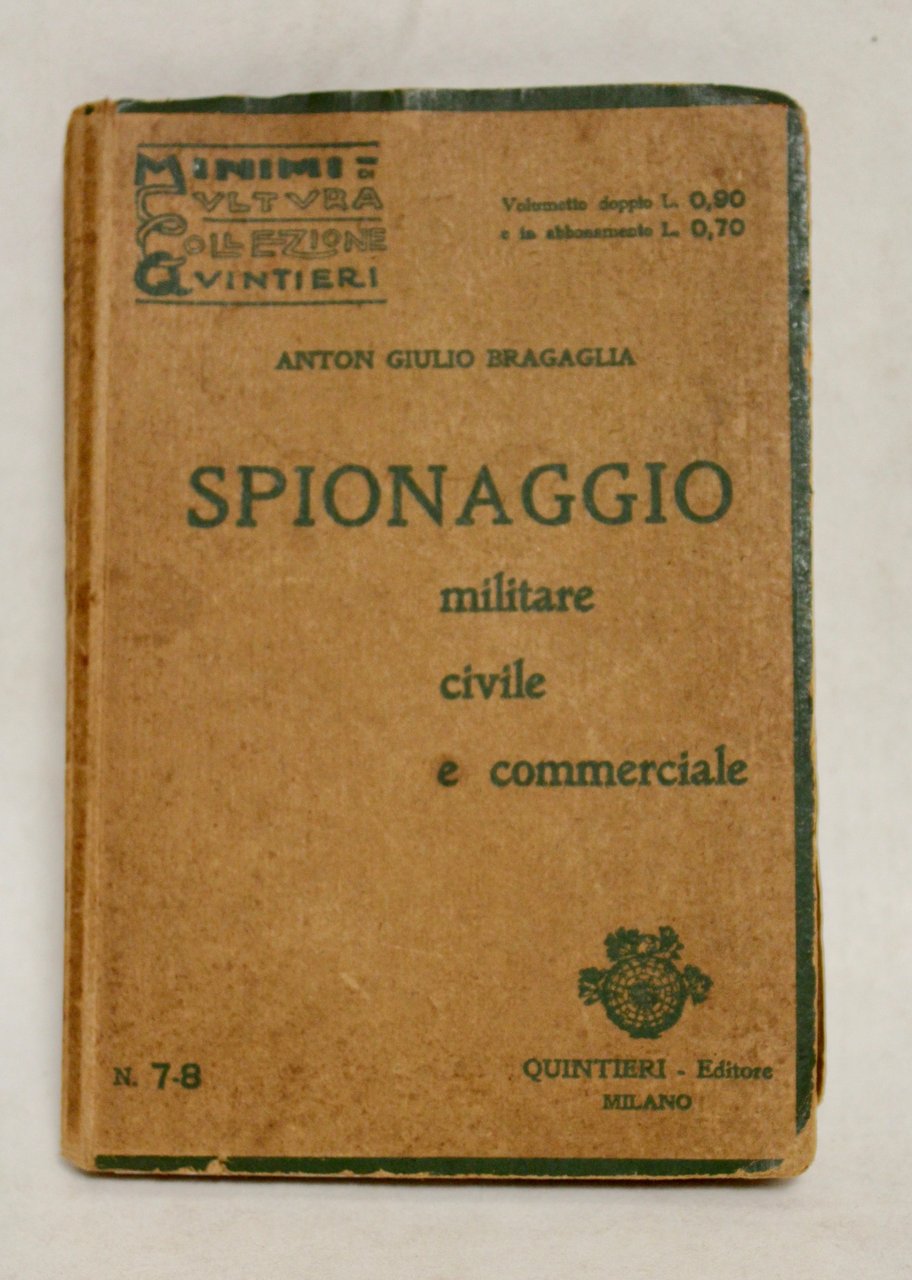 MINIMI DI
CVLTVRA
COLLEZIONE
QVINTIERI
Volumetto doppio L. 0,90
e in abbonamento L. 0,70
ANTON GIULIO BRAGAGLIA
SPIONAGGIO
militare
civile
e commerciale
N. 7-8
QUINTIERI - Editore
MILANO